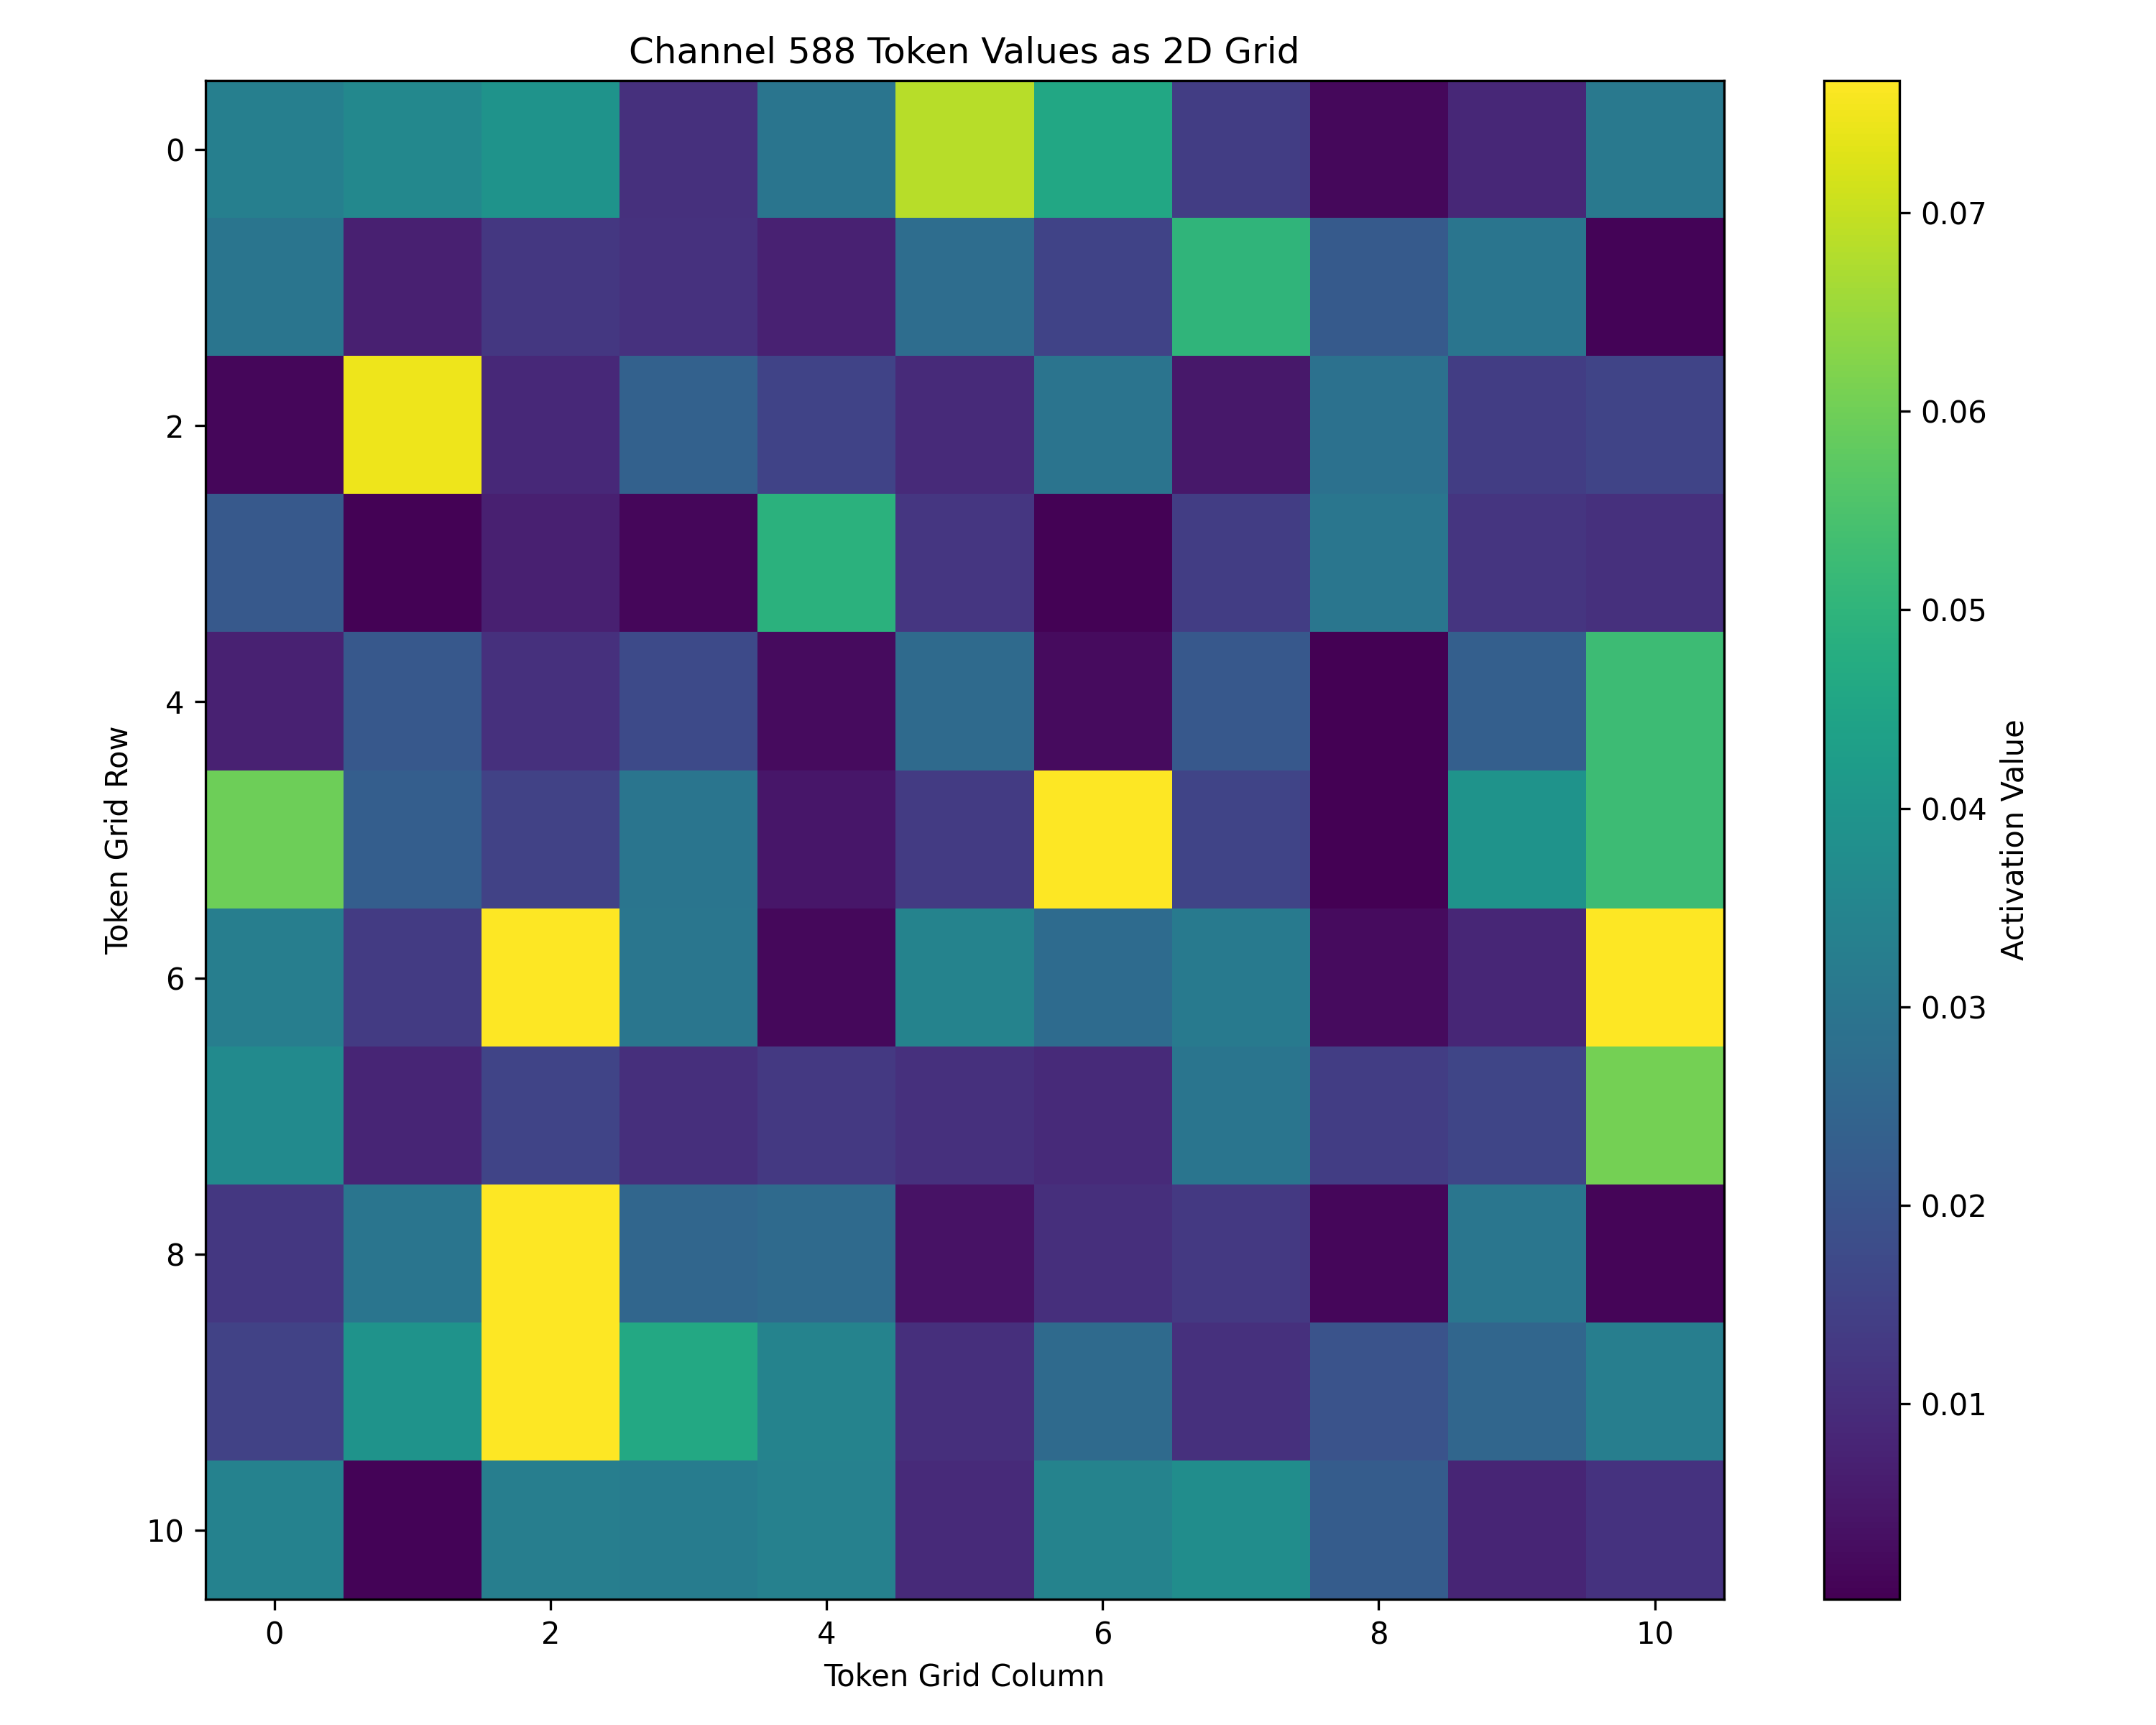 Channel 588 Token Values as 2D Grid
0
2
4
6
8
10
Token Grid Row
0 2 4 6 8 10
Token Grid Column
0.07
0.06
0.05
0.04
0.03
0.02
0.01
Activation Value